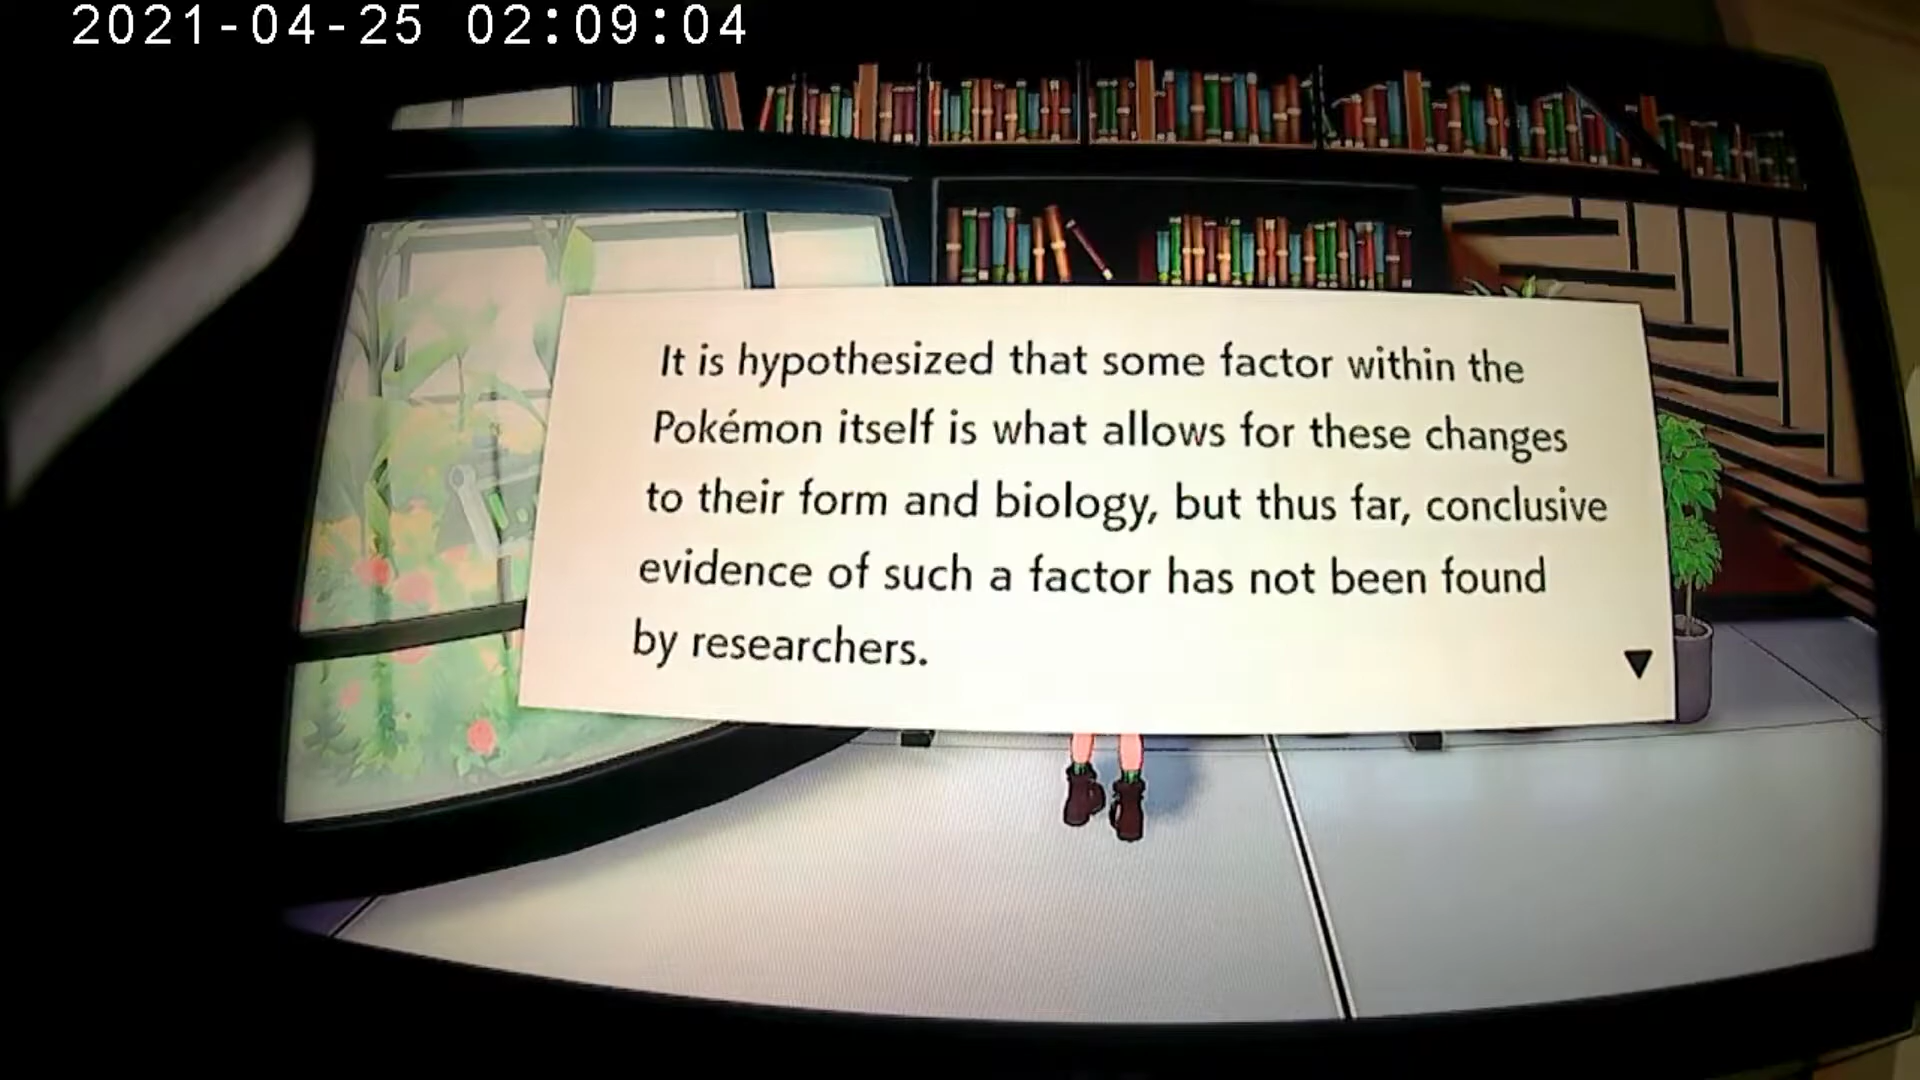 2021-04-25 02:09:04
It is hypothesized that some factor within the
Pokémon itself is what allows for these changes
to their form and biology, but thus far, conclusive
evidence of such a factor has not been found
by researchers.